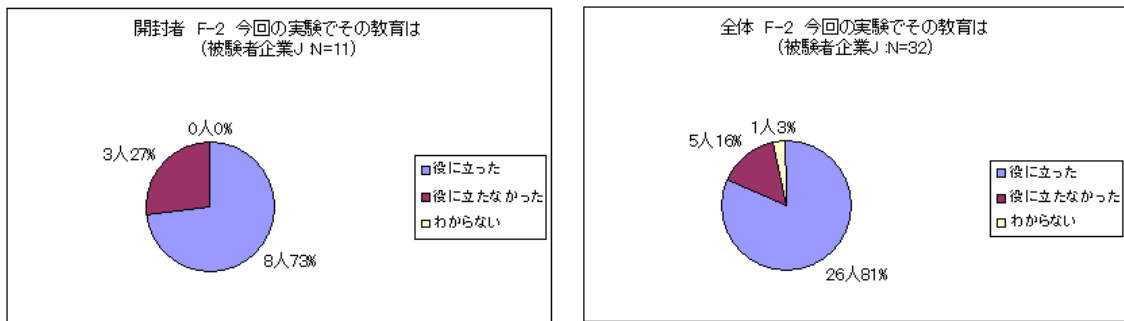 開封者 F-2 今回の実験でその教育は
(被験者企業J:N=11)
0人0%
3人27%
8人73%
役に立った
役に立たなかった
わからない
全体 F-2 今回の実験でその教育は
(被験者企業J:N=32)
1人3%
5人16%
26人81%
役に立った
役に立たなかった
わからない